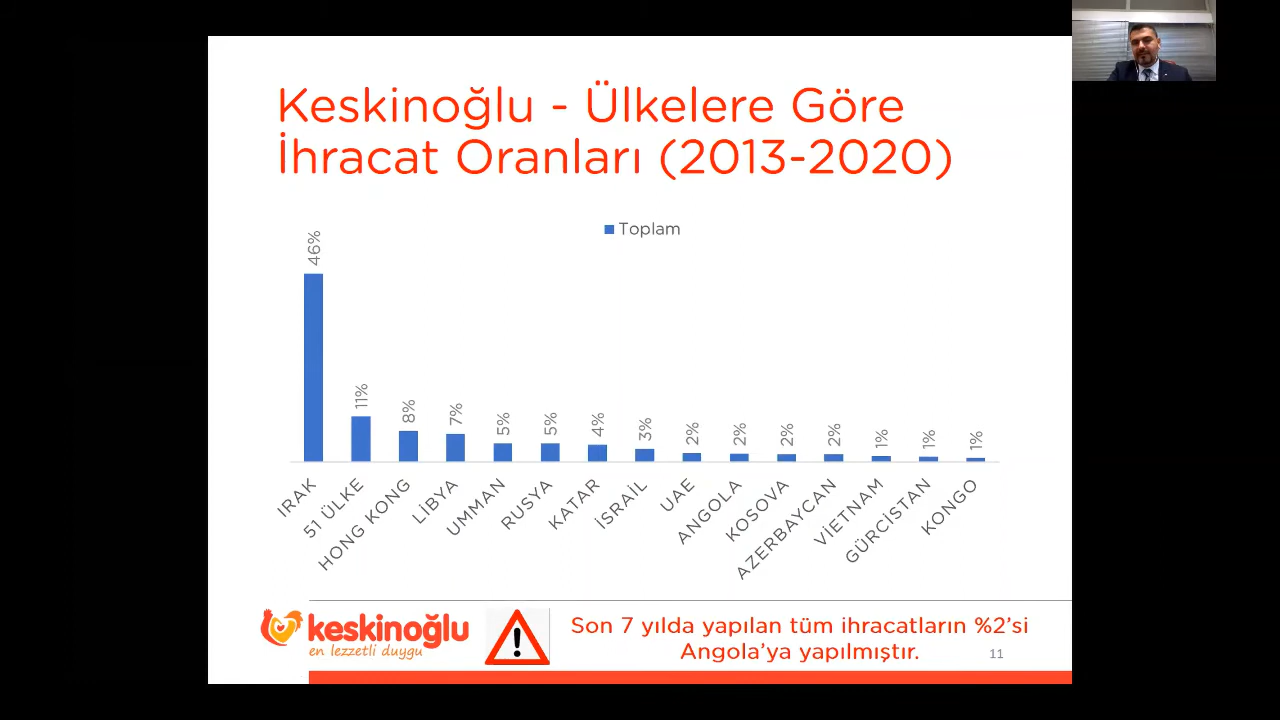 Keskinoğlu - Ülkelere Göre
İhracat Oranları (2013-2020)
Toplam
46%
11%
8%
7%
5%
5%
4%
3%
2%
2%
2%
2%
1%
1%
1%
IRAK
51 ÜLKE
HONG KONG
LİBYA
UMMAN
RUSYA
KATAR
İSRAİL
UAE
ANGOLA
KOSOVA
AZERBAYCAN
VİETNAM
GÜRCİSTAN
KONGO
keskinoğlu
en lezzetli duygu
!
Son 7 yılda yapılan tüm ihracatların %2'si
Angola'ya yapılmıştır.
11